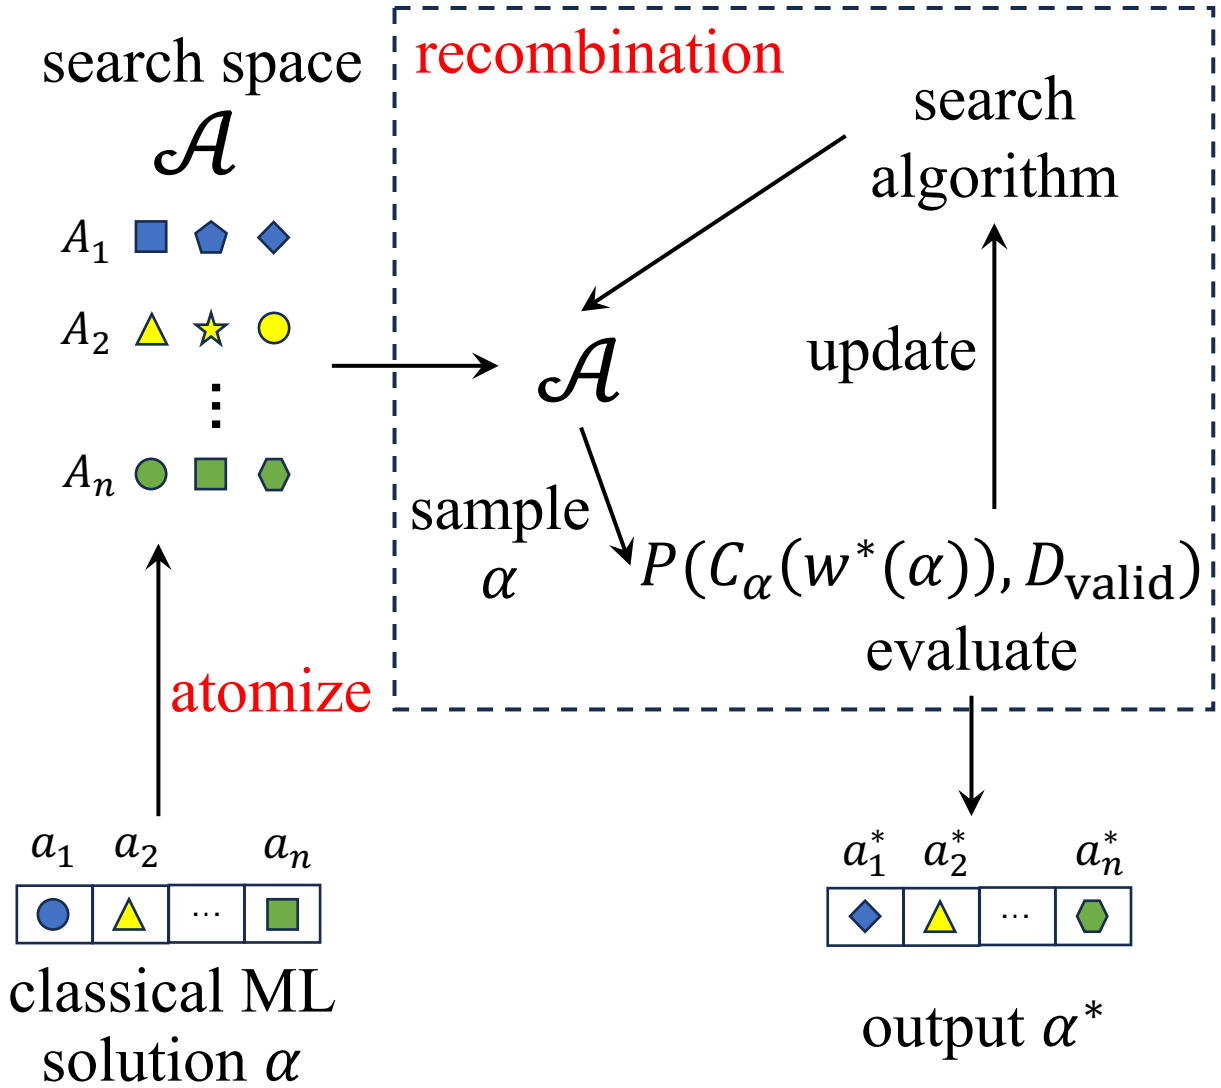 search space
𝒜
A₁
A₂
⋮
Aₙ
atomize
a₁ a₂ aₙ
...
classical ML
solution α
recombination
search
algorithm
𝒜
update
sample
α
P(C_α(w*(α)), D_valid)
evaluate
a₁* a₂* aₙ*
...
output α*